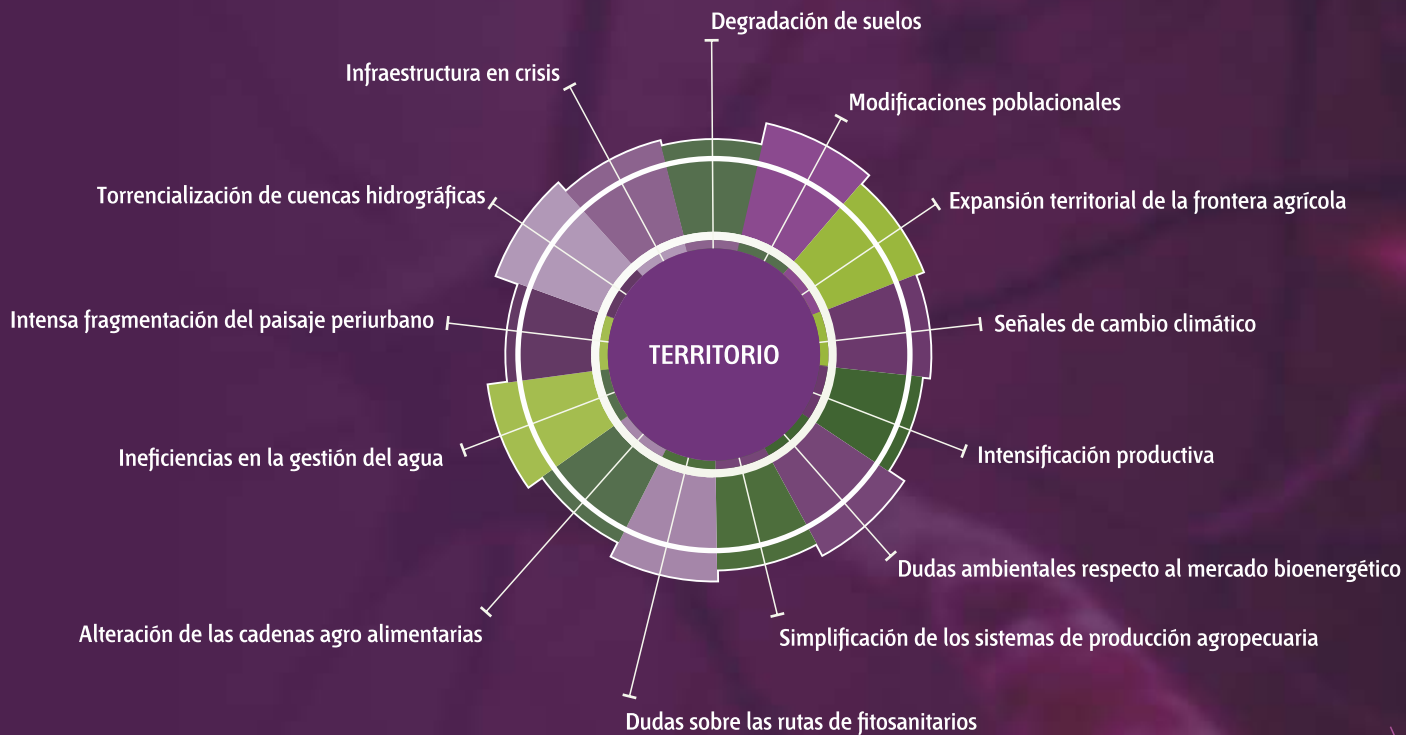 Degradación de suelos
Infraestructura en crisis
Modificaciones poblacionales
Torrencialización de cuencas hidrográficas
Expansión territorial de la frontera agrícola
Intensa fragmentación del paisaje periurbano
Señales de cambio climático
TERRITORIO
Ineficiencias en la gestión del agua
Intensificación productiva
Dudas ambientales respecto al mercado bioenergético
Alteración de las cadenas agro alimentarias
Simplificación de los sistemas de producción agropecuaria
Dudas sobre las rutas de fitosanitarios